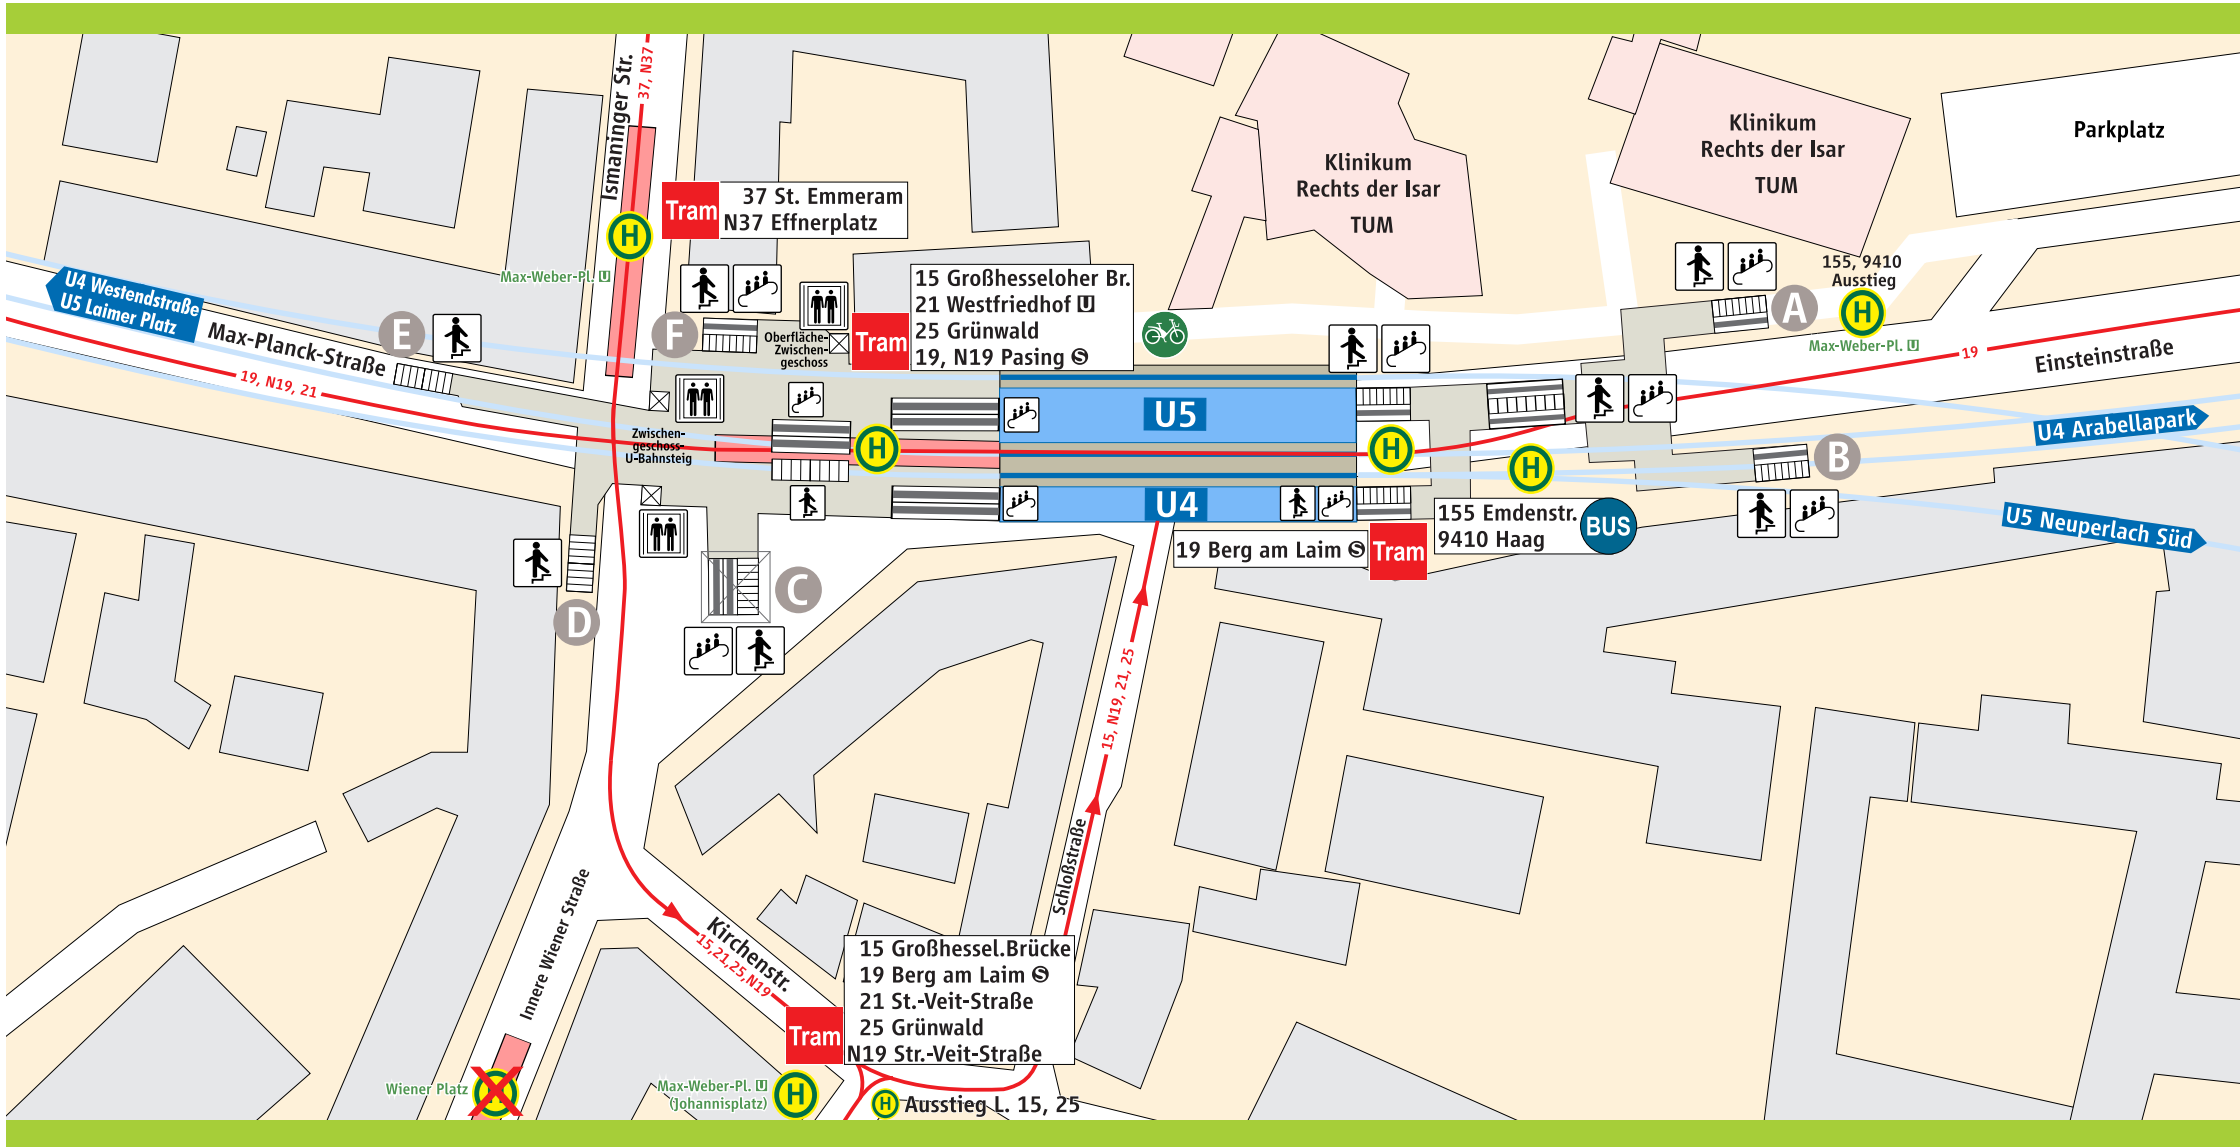 Ismaninger Str.
37, N37
Klinikum
Rechts der Isar
TUM
Klinikum
Rechts der Isar
TUM
Parkplatz
Tram
37 St. Emmeram
N37 Effnerplatz
H
Max-Weber-Pl. U
U4 Westendstraße
U5 Laimer Platz
Max-Planck-Straße
19, N19, 21
E
F
Oberfläche-
Zwischen-
geschoss
Tram
15 Großhesseloher Br.
21 Westfriedhof U
25 Grünwald
19, N19 Pasing S
155, 9410
Ausstieg
A
H
Max-Weber-Pl. U
19
Einsteinstraße
U5
U4 Arabellapark
Zwischen-
geschoss-
U-Bahnsteig
H
H
H
B
U4
155 Emdenstr.
9410 Haag
BUS
U5 Neuperlach Süd
19 Berg am Laim S
Tram
C
D
15, N19, 21, 25
Schloßstraße
Innere Wiener Straße
Kirchenstr.
15,21,25,N19
Tram
15 Großhessel.Brücke
19 Berg am Laim S
21 St.-Veit-Straße
25 Grünwald
N19 Str.-Veit-Straße
Wiener Platz
H
Max-Weber-Pl. U
(Johannisplatz)
H
H
Ausstieg L. 15, 25